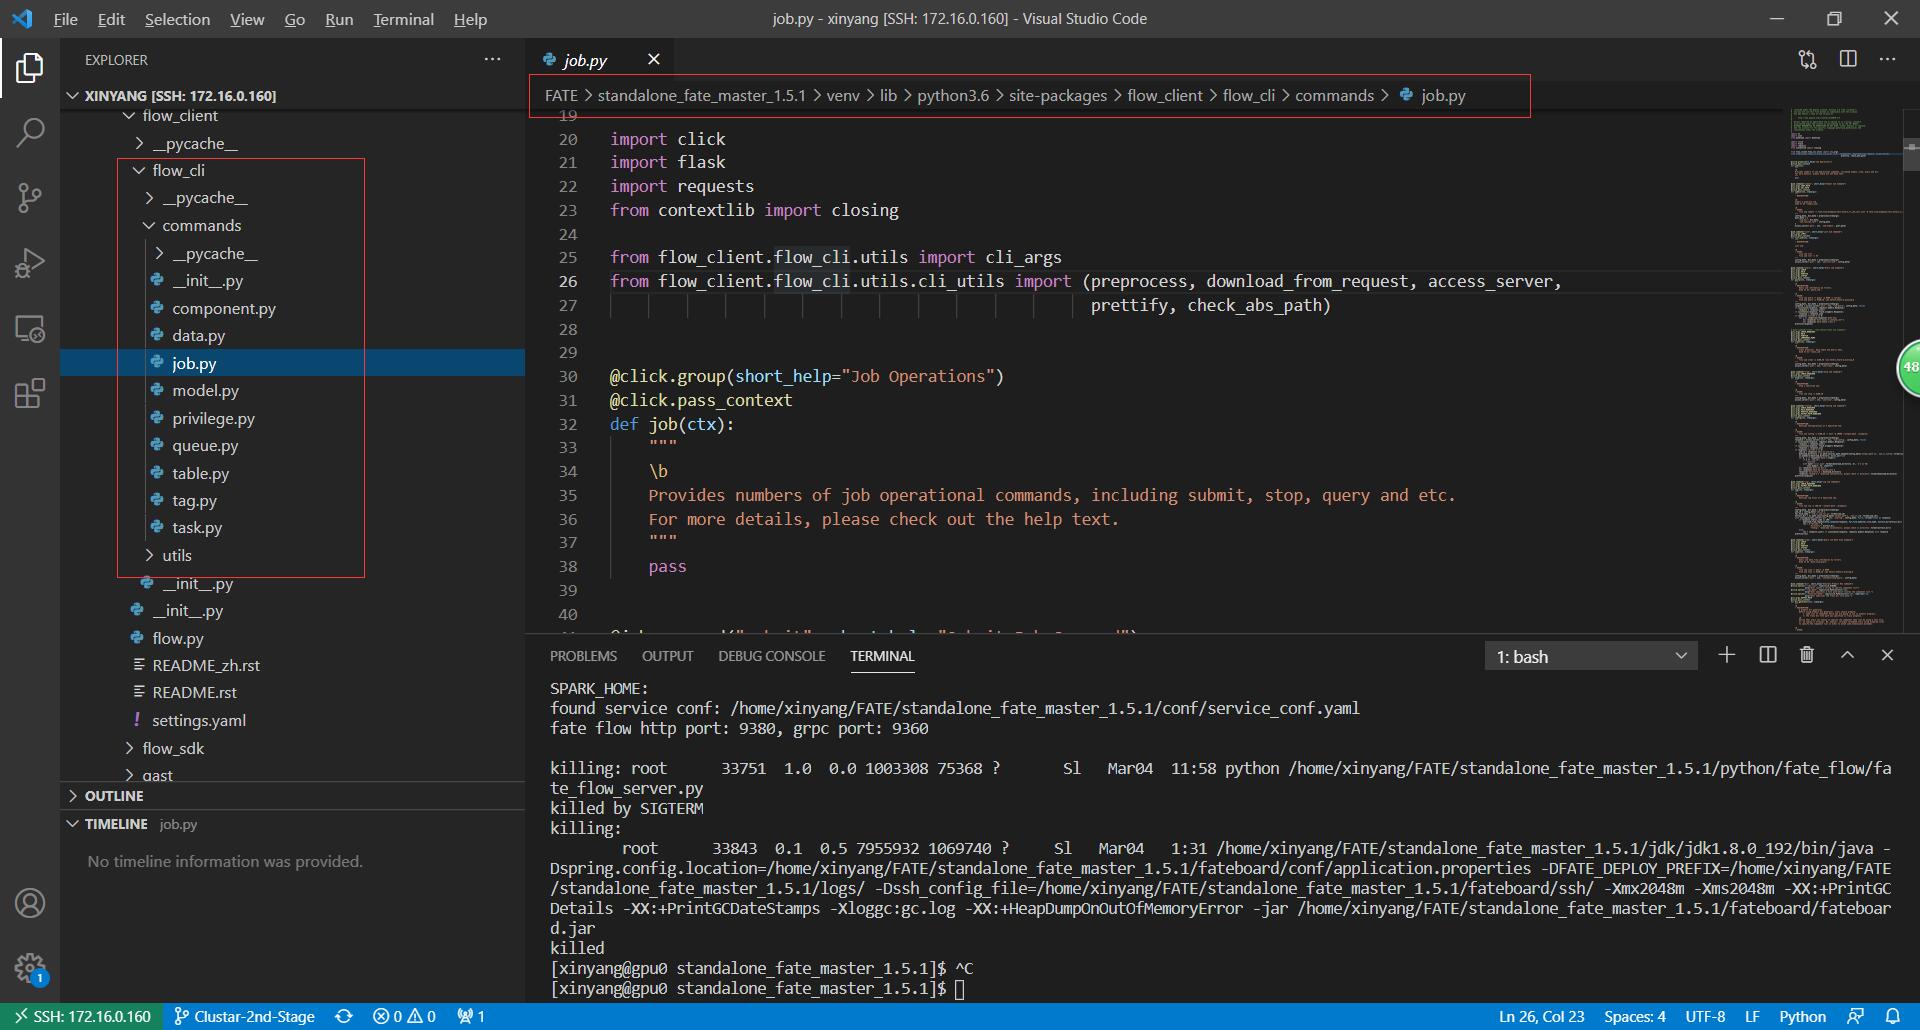 File Edit Selection View Go Run Terminal Help
job.py - xinyang [SSH: 172.16.0.160] - Visual Studio Code
EXPLORER
XINYANG [SSH: 172.16.0.160]
flow_client
__pycache__
flow_cli
__pycache__
commands
__pycache__
__init__.py
component.py
data.py
job.py
model.py
privilege.py
queue.py
table.py
tag.py
task.py
utils
__init__.py
__init__.py
flow.py
README_zh.rst
README.rst
settings.yaml
flow_sdk
gast
OUTLINE
TIMELINE job.py
No timeline information was provided.
job.py
FATE > standalone_fate_master_1.5.1 > venv > lib > python3.6 > site-packages > flow_client > flow_cli > commands > job.py
19
20 import click
21 import flask
22 import requests
23 from contextlib import closing
24
25 from flow_client.flow_cli.utils import cli_args
26 from flow_client.flow_cli.utils.cli_utils import (preprocess, download_from_request, access_server,
27 prettify, check_abs_path)
28
29
30 @click.group(short_help="Job Operations")
31 @click.pass_context
32 def job(ctx):
33 """
34 \b
35 Provides numbers of job operational commands, including submit, stop, query and etc.
36 For more details, please check out the help text.
37 """
38 pass
39
40
48
PROBLEMS OUTPUT DEBUG CONSOLE TERMINAL
1: bash
SPARK_HOME:
found service conf: /home/xinyang/FATE/standalone_fate_master_1.5.1/conf/service_conf.yaml
fate flow http port: 9380, grpc port: 9360
killing: root 33751 1.0 0.0 1003308 75368 ? Sl Mar04 11:58 python /home/xinyang/FATE/standalone_fate_master_1.5.1/python/fate_flow/fa
te_flow_server.py
killed by SIGTERM
killing:
root 33843 0.1 0.5 7955932 1069740 ? Sl Mar04 1:31 /home/xinyang/FATE/standalone_fate_master_1.5.1/jdk/jdk1.8.0_192/bin/java -
Dspring.config.location=/home/xinyang/FATE/standalone_fate_master_1.5.1/fateboard/conf/application.properties -DFATE_DEPLOY_PREFIX=/home/xinyang/FATE
/standalone_fate_master_1.5.1/logs/ -Dssh_config_file=/home/xinyang/FATE/standalone_fate_master_1.5.1/fateboard/ssh/ -Xmx2048m -Xms2048m -XX:+PrintGC
Details -XX:+PrintGCDateStamps -Xloggc:gc.log -XX:+HeapDumpOnOutOfMemoryError -jar /home/xinyang/FATE/standalone_fate_master_1.5.1/fateboard/fateboar
d.jar
killed
[xinyang@gpu0 standalone_fate_master_1.5.1]$ ^C
[xinyang@gpu0 standalone_fate_master_1.5.1]$
1
SSH: 172.16.0.160 Clustar-2nd-Stage 0 0 1
Ln 26, Col 23 Spaces: 4 UTF-8 LF Python